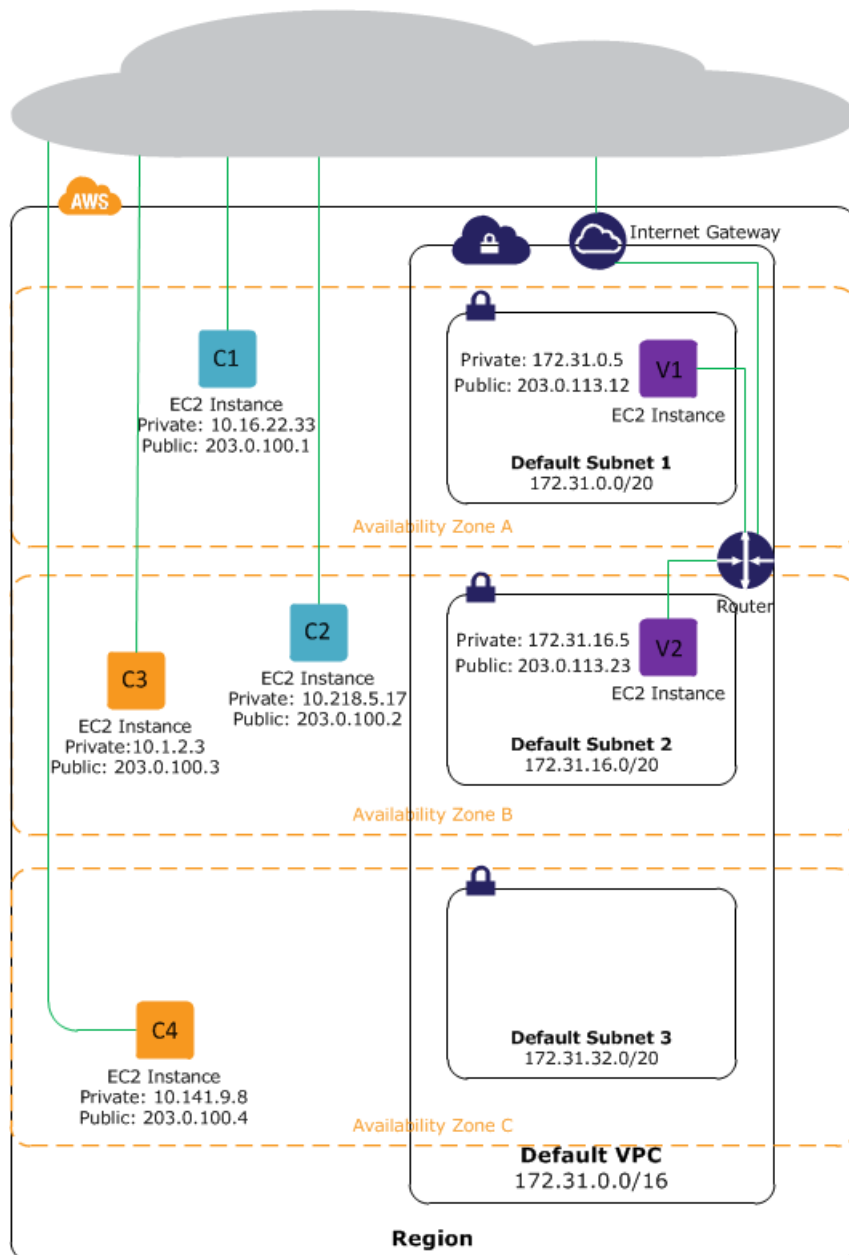 AWS
Internet Gateway
C1
EC2 Instance
Private: 10.16.22.33
Public: 203.0.100.1
Private: 172.31.0.5
Public: 203.0.113.12
V1
EC2 Instance
Default Subnet 1
172.31.0.0/20
Availability Zone A
Router
C2
EC2 Instance
Private: 10.218.5.17
Public: 203.0.100.2
C3
EC2 Instance
Private:10.1.2.3
Public: 203.0.100.3
Private: 172.31.16.5
Public: 203.0.113.23
V2
EC2 Instance
Default Subnet 2
172.31.16.0/20
Availability Zone B
C4
EC2 Instance
Private: 10.141.9.8
Public: 203.0.100.4
Default Subnet 3
172.31.32.0/20
Availability Zone C
Default VPC
172.31.0.0/16
Region